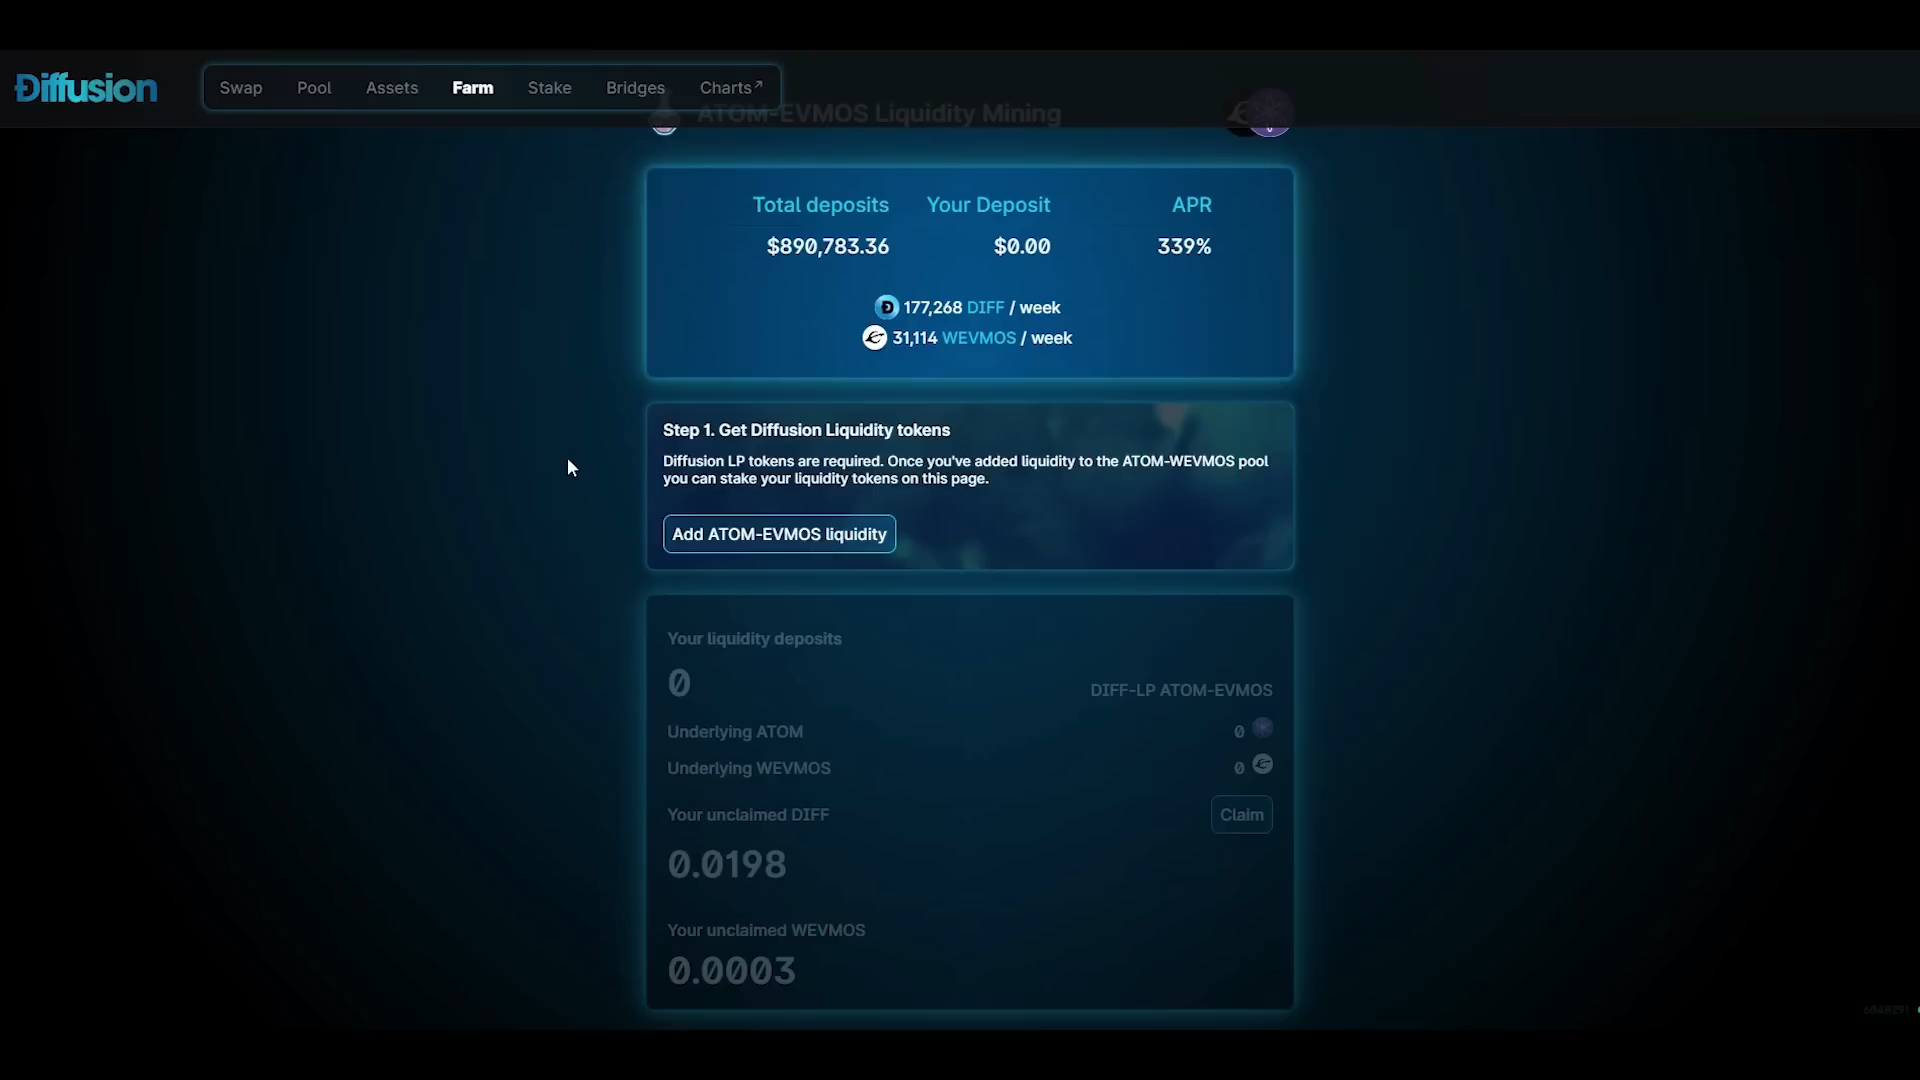 Diffusion
Swap Pool Assets Farm Stake Bridges Charts↗
ATOM-EVMOS Liquidity Mining
Total deposits Your Deposit APR
$890,783.36 $0.00 339%
177,268 DIFF / week
31,114 WEVMOS / week
Step 1. Get Diffusion Liquidity tokens
Diffusion LP tokens are required. Once you've added liquidity to the ATOM-WEVMOS pool
you can stake your liquidity tokens on this page.
Add ATOM-EVMOS liquidity
Your liquidity deposits
0 DIFF-LP ATOM-EVMOS
Underlying ATOM 0
Underlying WEVMOS 0
Your unclaimed DIFF Claim
0.0198
Your unclaimed WEVMOS
0.0003